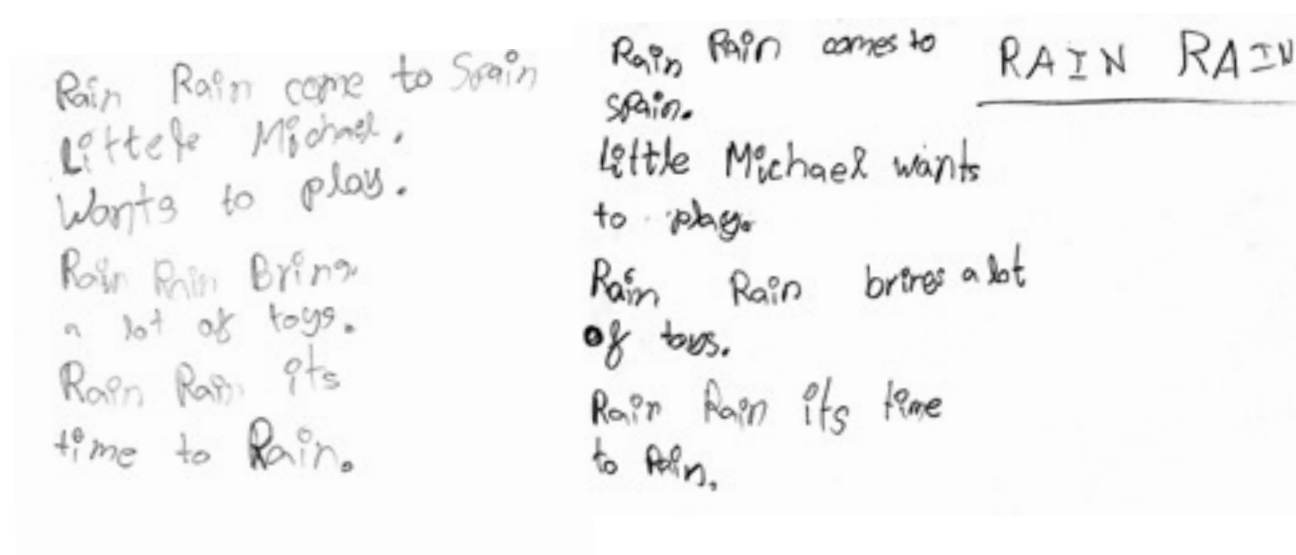 Rain Rain come to Spain
Littele Michael.
Wants to play.
Rain Rain Bring
a lot of toys.
Rain Rain its
time to Rain.
RAIN RAIN
Rain Rain comes to
spain.
Little Michael wants
to play.
Rain Rain brings a lot
of toys.
Rain Rain its time
to Rain.